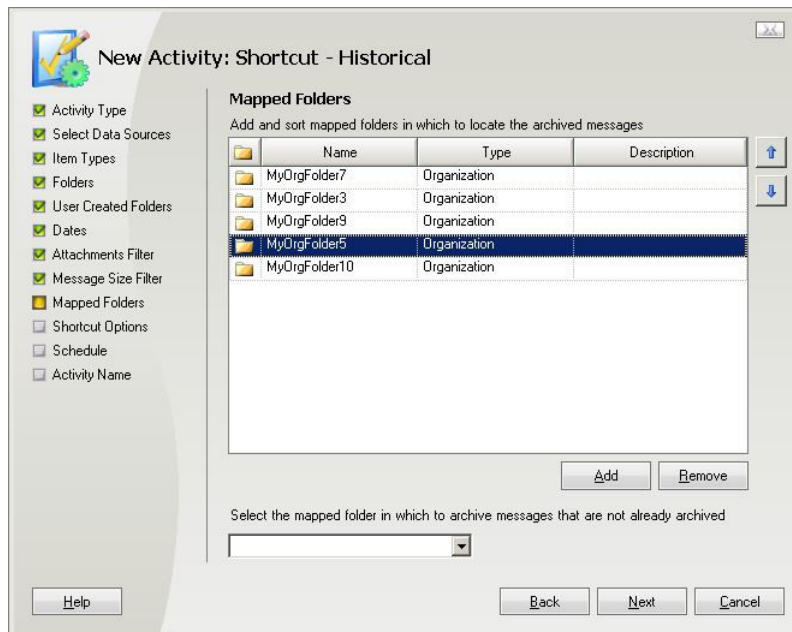 New Activity: Shortcut - Historical
Activity Type
Select Data Sources
Item Types
Folders
User Created Folders
Dates
Attachments Filter
Message Size Filter
Mapped Folders
Shortcut Options
Schedule
Activity Name
Mapped Folders
Add and sort mapped folders in which to locate the archived messages
Name Type Description
MyOrgFolder7 Organization
MyOrgFolder3 Organization
MyOrgFolder9 Organization
MyOrgFolder5 Organization
MyOrgFolder10 Organization
Add Remove
Select the mapped folder in which to archive messages that are not already archived
Help Back Next Cancel